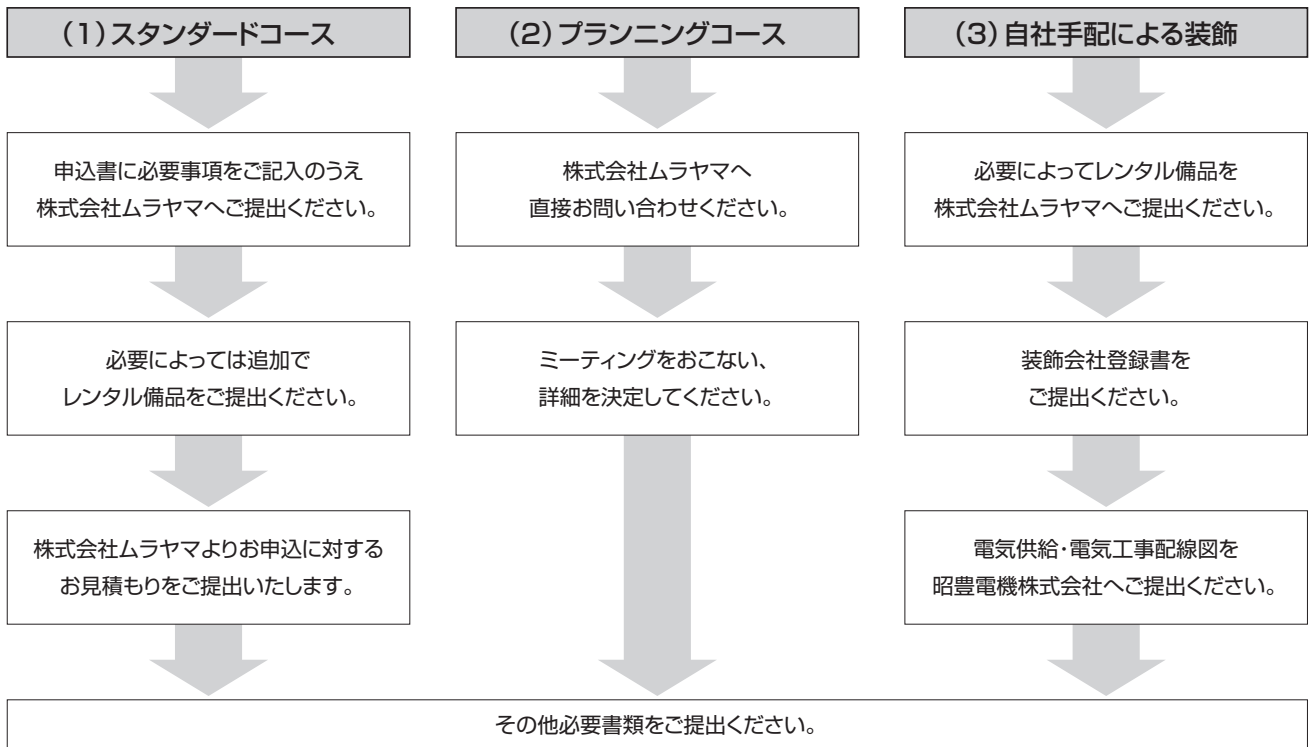 (1)スタンダードコース
申込書に必要事項をご記入のうえ
株式会社ムラヤマへご提出ください。
必要によっては追加で
レンタル備品をご提出ください。
株式会社ムラヤマよりお申込に対する
お見積もりをご提出いたします。
(2)プランニングコース
株式会社ムラヤマへ
直接お問い合わせください。
ミーティングをおこない、
詳細を決定してください。
(3)自社手配による装飾
必要によってレンタル備品を
株式会社ムラヤマへご提出ください。
装飾会社登録書を
ご提出ください。
電気供給・電気工事配線図を
昭豊電機株式会社へご提出ください。
その他必要書類をご提出ください。